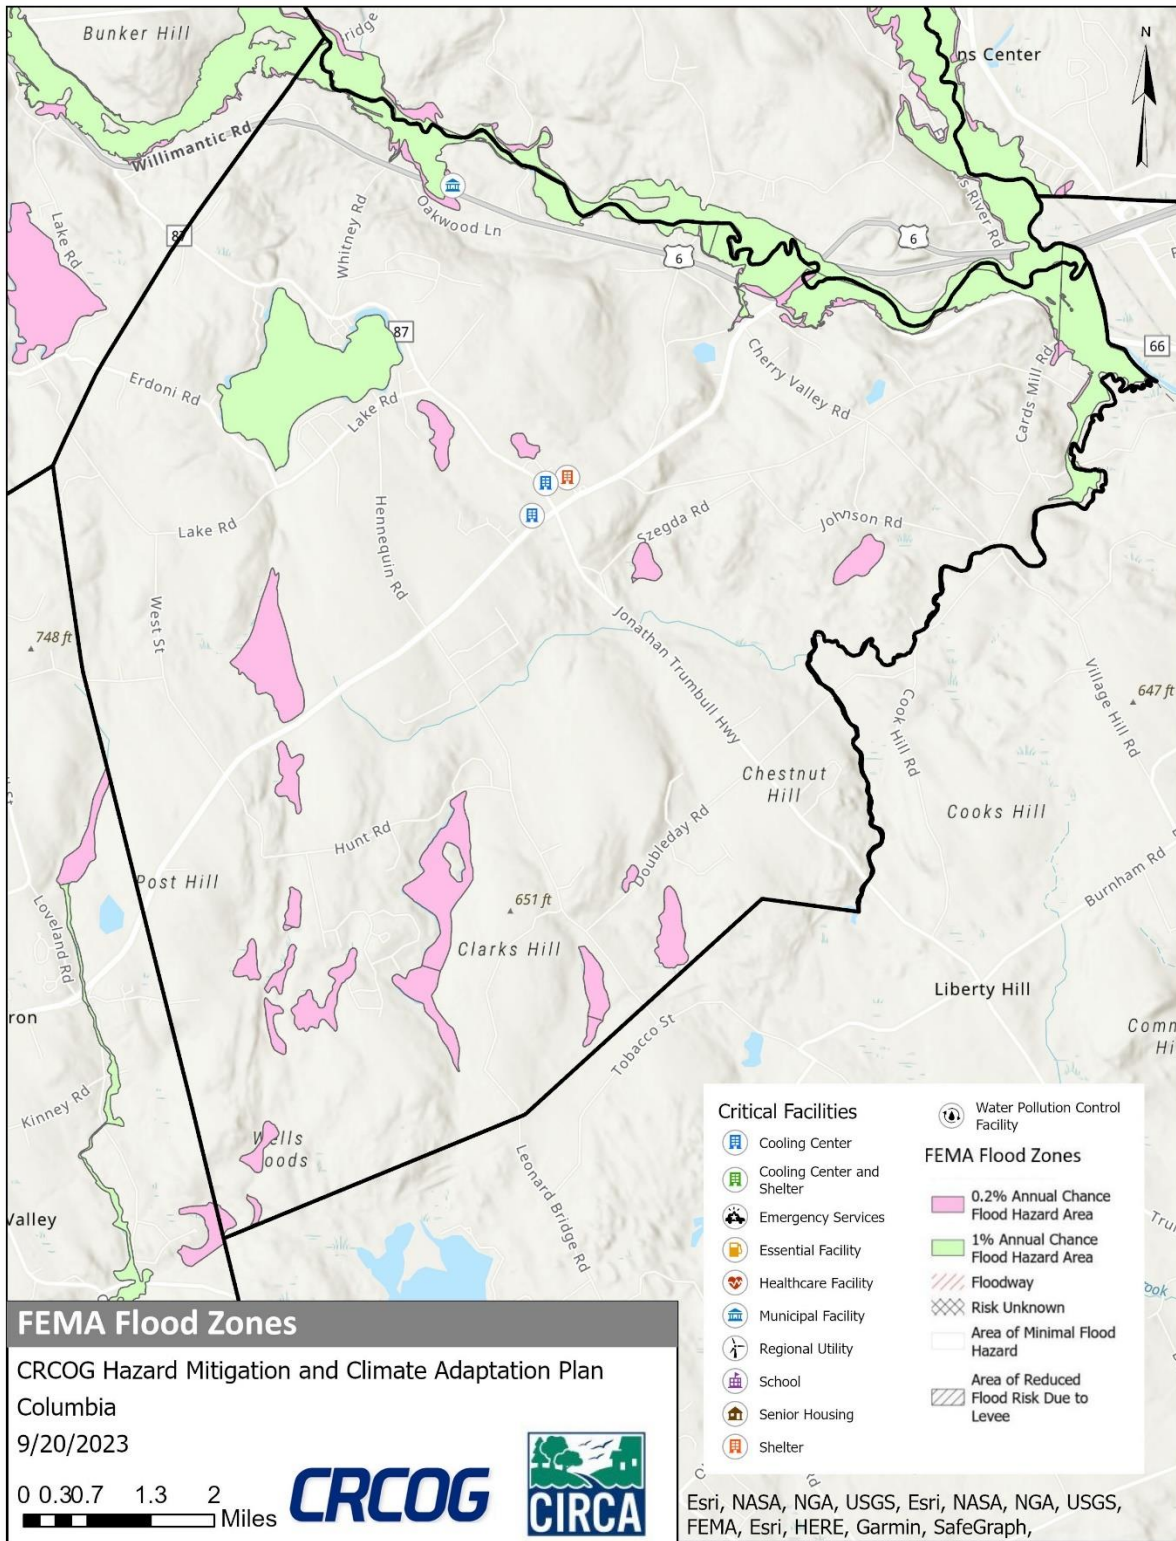 Bunker Hill
ridge
ns Center
N
Willimantic Rd
Lake Rd
87
Whitney Rd
Oakwood Ln
6
6
s River Rd
87
66
Erdoni Rd
Lake Rd
Cherry Valley Rd
Cards Mill Rd
Lake Rd
Hennequin Rd
Szegda Rd
Johnson Rd
West St
748 ft
Jonathan Trumbull Hwy
Cook Hill Rd
Village Hill Rd
647 ft
Chestnut
Hill
Cooks Hill
Hunt Rd
Doubleday Rd
Burnham Rd
Post Hill
651 ft
Clarks Hill
Loveland Rd
Liberty Hill
ron
Comm
Hi
Tobacco St
Kinney Rd
Wells
oods
Leonard Bridge Rd
Valley
Tru
ook
Critical Facilities
Cooling Center
Cooling Center and
Shelter
Emergency Services
Essential Facility
Healthcare Facility
Municipal Facility
Regional Utility
School
Senior Housing
Shelter
Water Pollution Control
Facility
FEMA Flood Zones
0.2% Annual Chance
Flood Hazard Area
1% Annual Chance
Flood Hazard Area
Floodway
Risk Unknown
Area of Minimal Flood
Hazard
Area of Reduced
Flood Risk Due to
Levee
FEMA Flood Zones
CRCOG Hazard Mitigation and Climate Adaptation Plan
Columbia
9/20/2023
0 0.30.7 1.3 2
Miles
CRCOG
CIRCA
Esri, NASA, NGA, USGS, Esri, NASA, NGA, USGS,
FEMA, Esri, HERE, Garmin, SafeGraph,